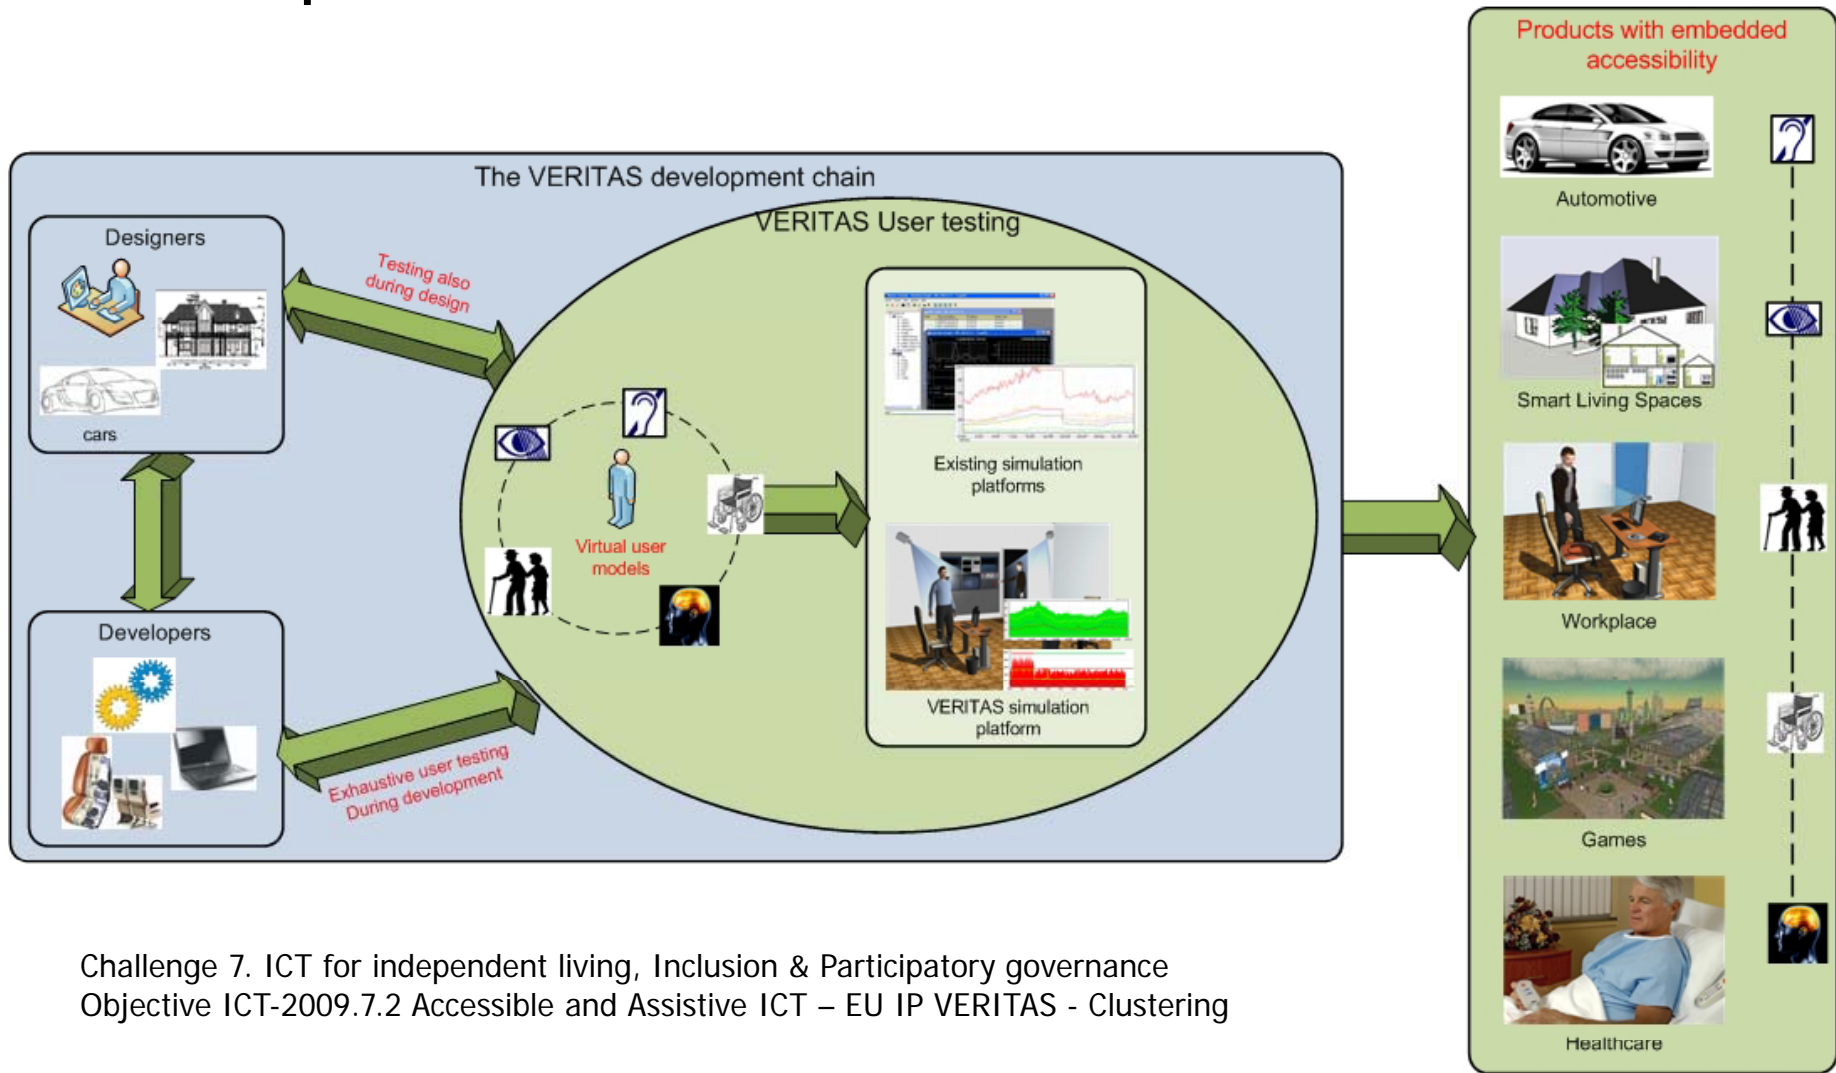 Products with embedded
accessibility
The VERITAS development chain
VERITAS User testing
Designers
cars
Testing also
during design
Developers
Exhaustive user testing
During development
Virtual user
models
Existing simulation
platforms
VERITAS simulation
platform
Automotive
Smart Living Spaces
Workplace
Games
Healthcare
Challenge 7. ICT for independent living, Inclusion & Participatory governance
Objective ICT-2009.7.2 Accessible and Assistive ICT – EU IP VERITAS - Clustering